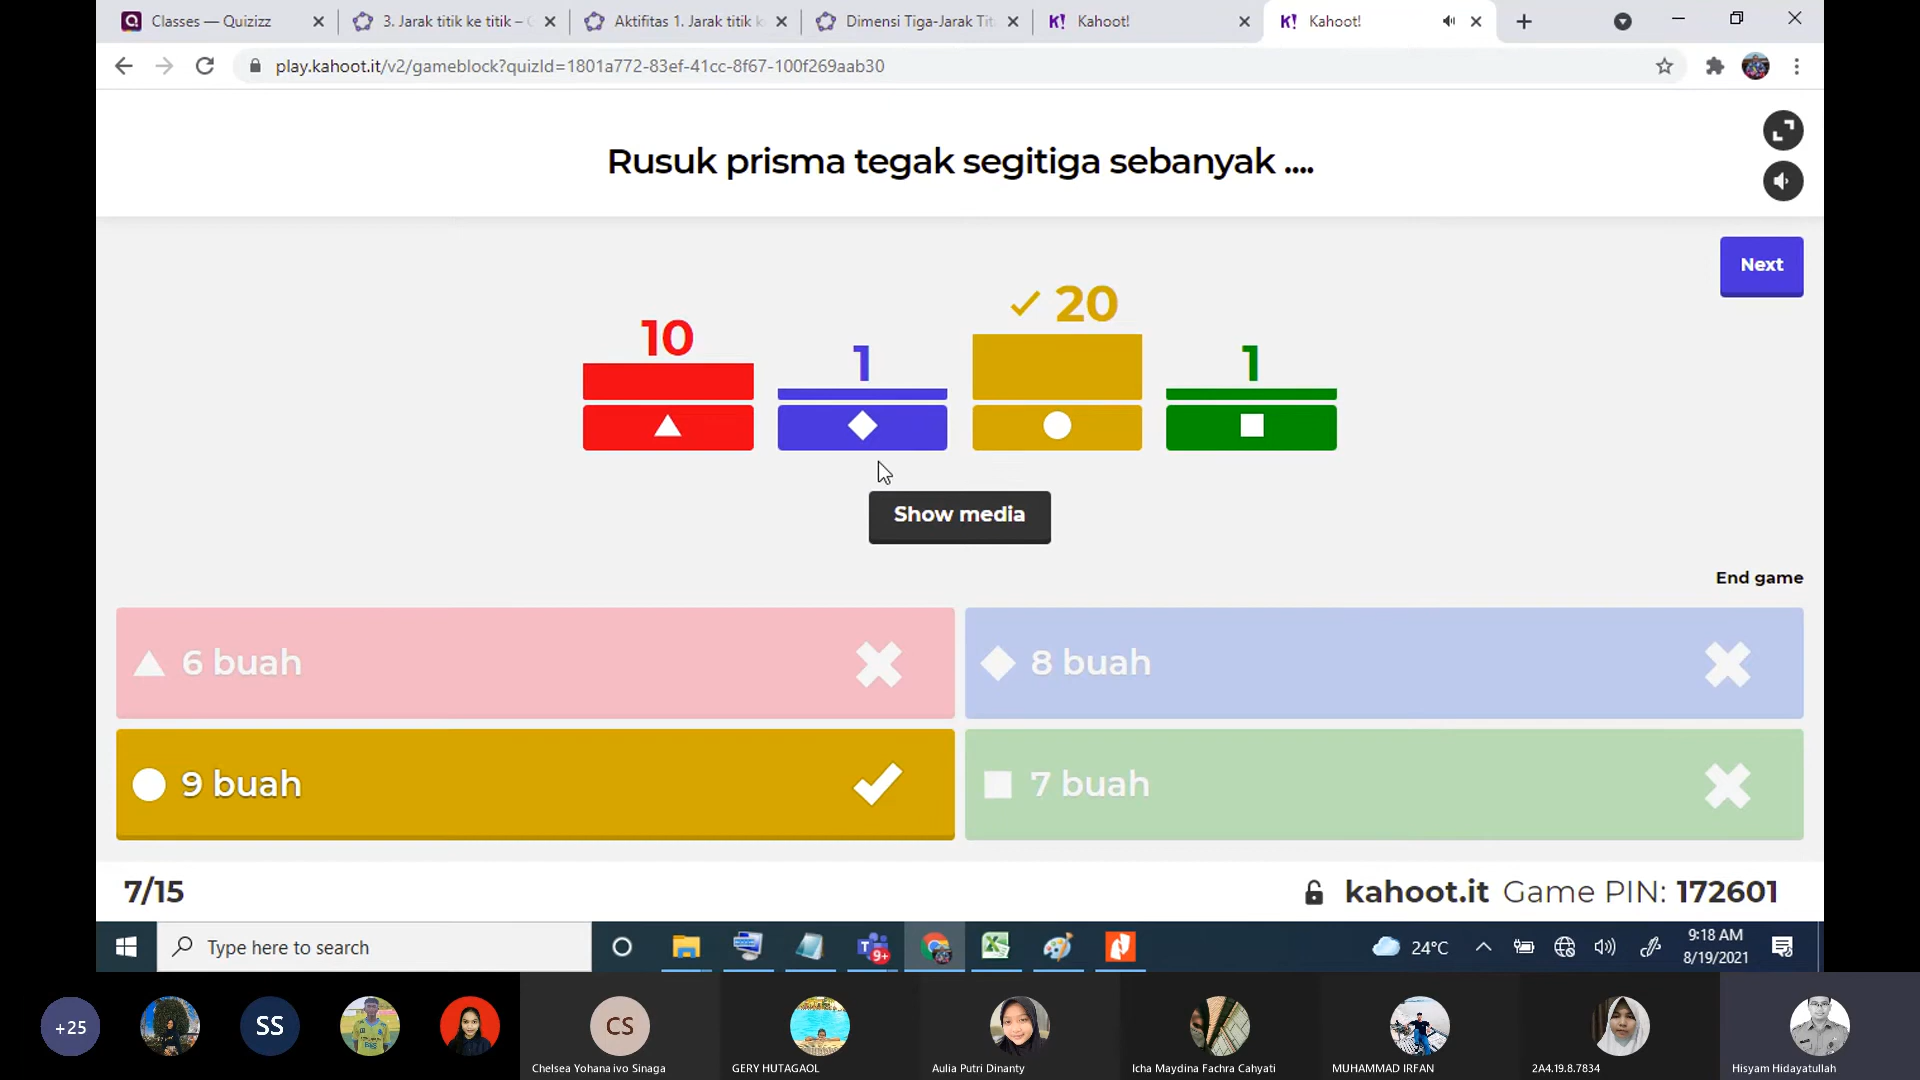 Classes — Quizizz
3. Jarak titik ke titik – G
Aktifitas 1. Jarak titik k
Dimensi Tiga-Jarak Tit
Kahoot!
Kahoot!
play.kahoot.it/v2/gameblock?quizId=1801a772-83ef-41cc-8f67-100f269aab30
Rusuk prisma tegak segitiga sebanyak ....
Next
10
1
20
1
Show media
End game
6 buah
8 buah
9 buah
7 buah
7/15
kahoot.it Game PIN: 172601
Type here to search
9+
24°C
9:18 AM
8/19/2021
+25
SS
CS
Chelsea Yohana ivo Sinaga
GERY HUTAGAOL
Aulia Putri Dinanty
Icha Maydina Fachra Cahyati
MUHAMMAD IRFAN
2A4.19.8.7834
Hisyam Hidayatullah